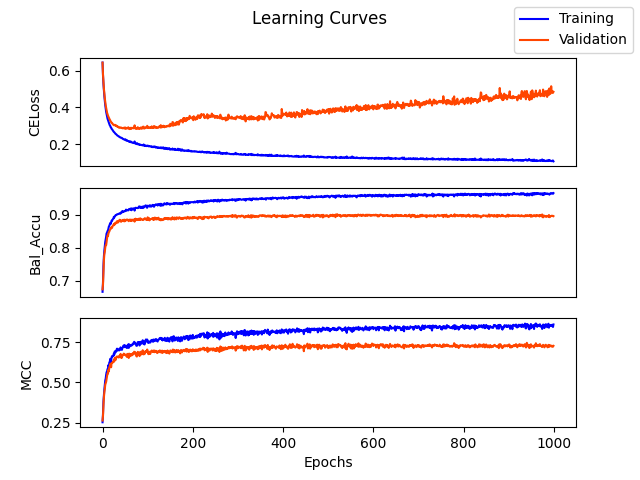 Learning Curves
Training
Validation
CELoss
0.6
0.4
0.2
Bal_Accu
0.9
0.8
0.7
MCC
0.75
0.50
0.25
0
200
400
600
800
1000
Epochs